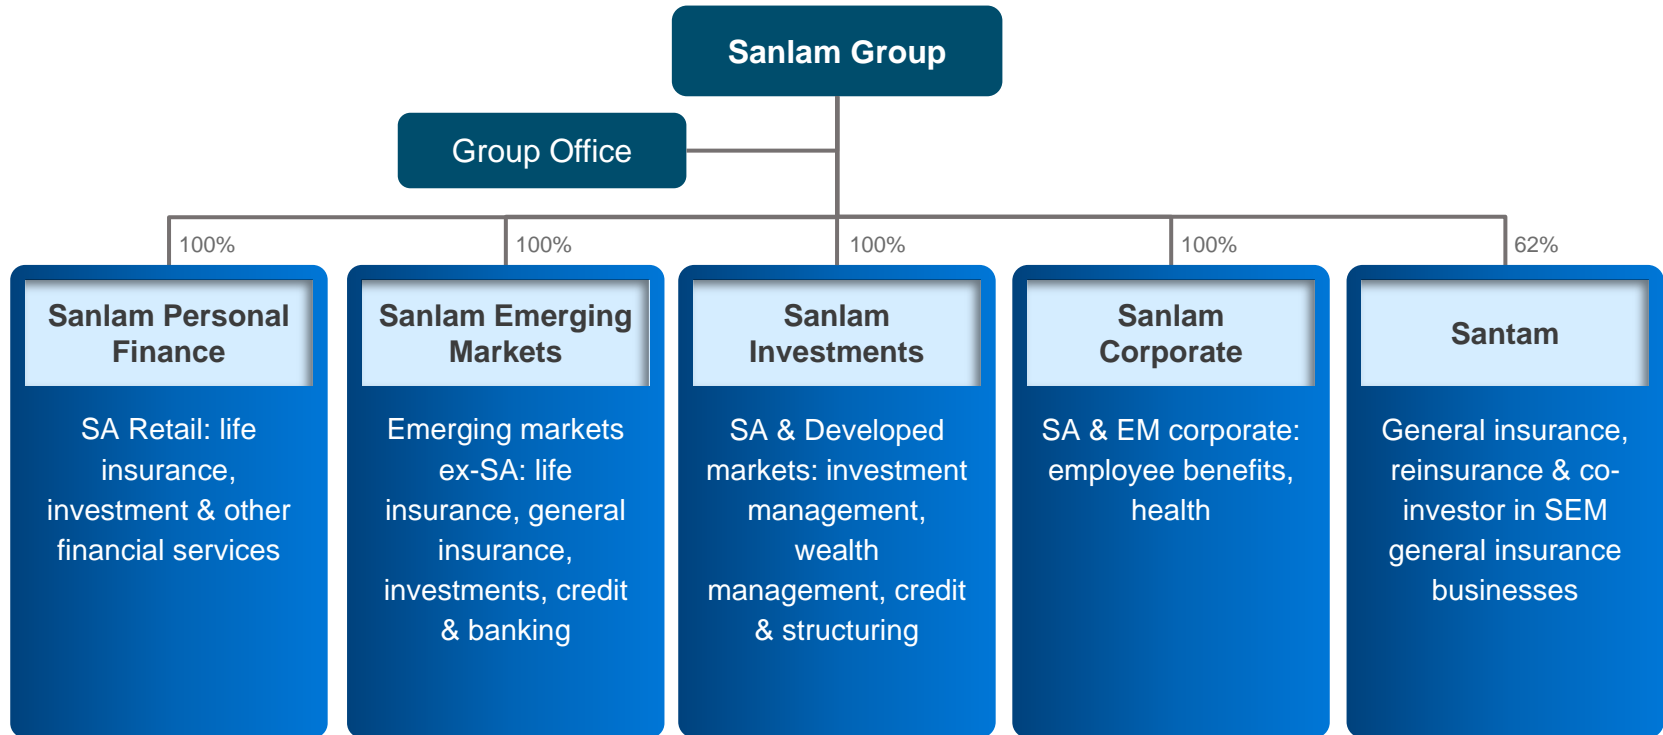 Sanlam Group
Group Office
100%
100%
100%
100%
62%
Sanlam Personal
Finance
SA Retail: life
insurance,
investment & other
financial services
Sanlam Emerging
Markets
Emerging markets
ex-SA: life
insurance, general
insurance,
investments, credit
& banking
Sanlam
Investments
SA & Developed
markets: investment
management,
wealth
management, credit
& structuring
Sanlam
Corporate
SA & EM corporate:
employee benefits,
health
Santam
General insurance,
reinsurance & co-
investor in SEM
general insurance
businesses